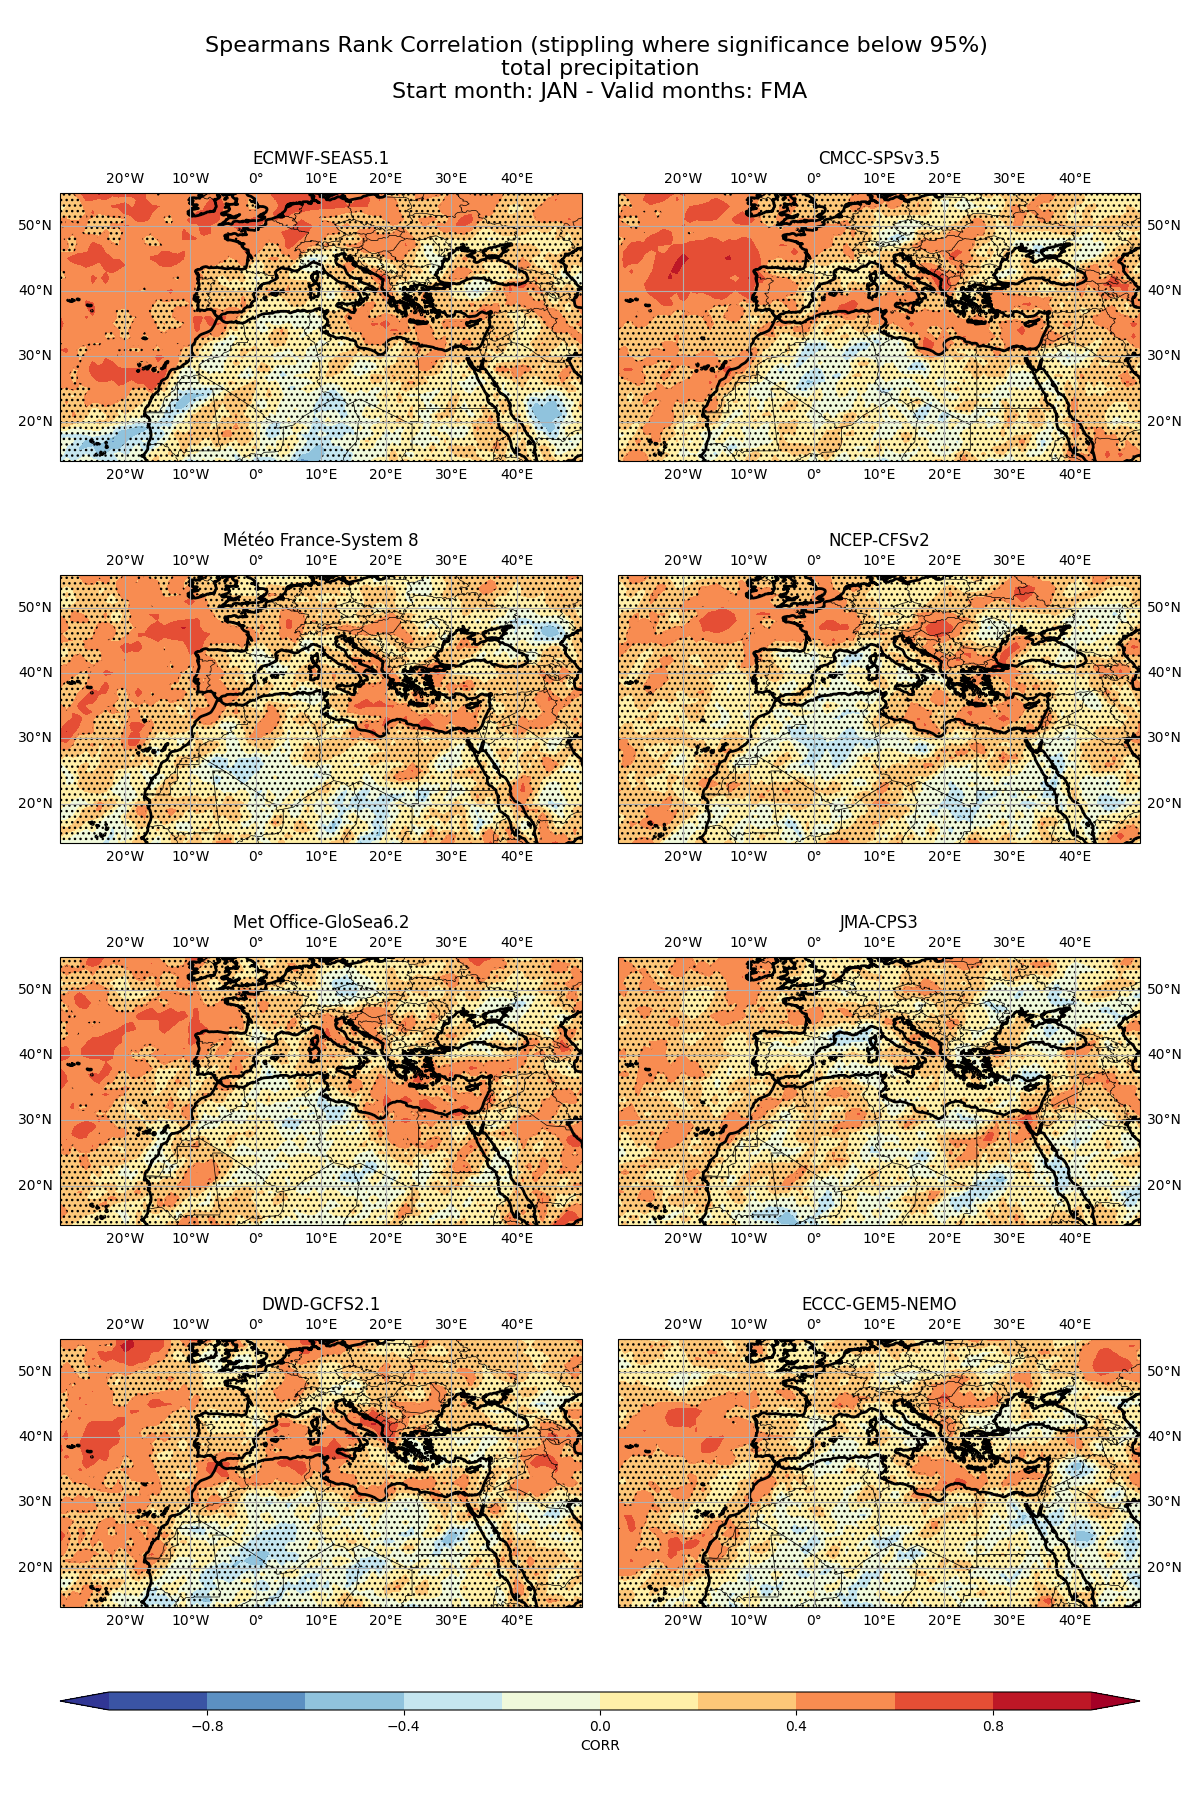 Spearmans Rank Correlation (stippling where significance below 95%)
total precipitation
Start month: JAN - Valid months: FMA
ECMWF-SEAS5.1
20°W 10°W 0° 10°E 20°E 30°E 40°E
50°N
40°N
30°N
20°N
20°W 10°W 0° 10°E 20°E 30°E 40°E
CMCC-SPSv3.5
20°W 10°W 0° 10°E 20°E 30°E 40°E
50°N
40°N
30°N
20°N
20°W 10°W 0° 10°E 20°E 30°E 40°E
Météo France-System 8
20°W 10°W 0° 10°E 20°E 30°E 40°E
50°N
40°N
30°N
20°N
20°W 10°W 0° 10°E 20°E 30°E 40°E
NCEP-CFSv2
20°W 10°W 0° 10°E 20°E 30°E 40°E
50°N
40°N
30°N
20°N
20°W 10°W 0° 10°E 20°E 30°E 40°E
Met Office-GloSea6.2
20°W 10°W 0° 10°E 20°E 30°E 40°E
50°N
40°N
30°N
20°N
20°W 10°W 0° 10°E 20°E 30°E 40°E
JMA-CPS3
20°W 10°W 0° 10°E 20°E 30°E 40°E
50°N
40°N
30°N
20°N
20°W 10°W 0° 10°E 20°E 30°E 40°E
DWD-GCFS2.1
20°W 10°W 0° 10°E 20°E 30°E 40°E
50°N
40°N
30°N
20°N
20°W 10°W 0° 10°E 20°E 30°E 40°E
ECCC-GEM5-NEMO
20°W 10°W 0° 10°E 20°E 30°E 40°E
50°N
40°N
30°N
20°N
20°W 10°W 0° 10°E 20°E 30°E 40°E
−0.8 −0.4 0.0 0.4 0.8
CORR